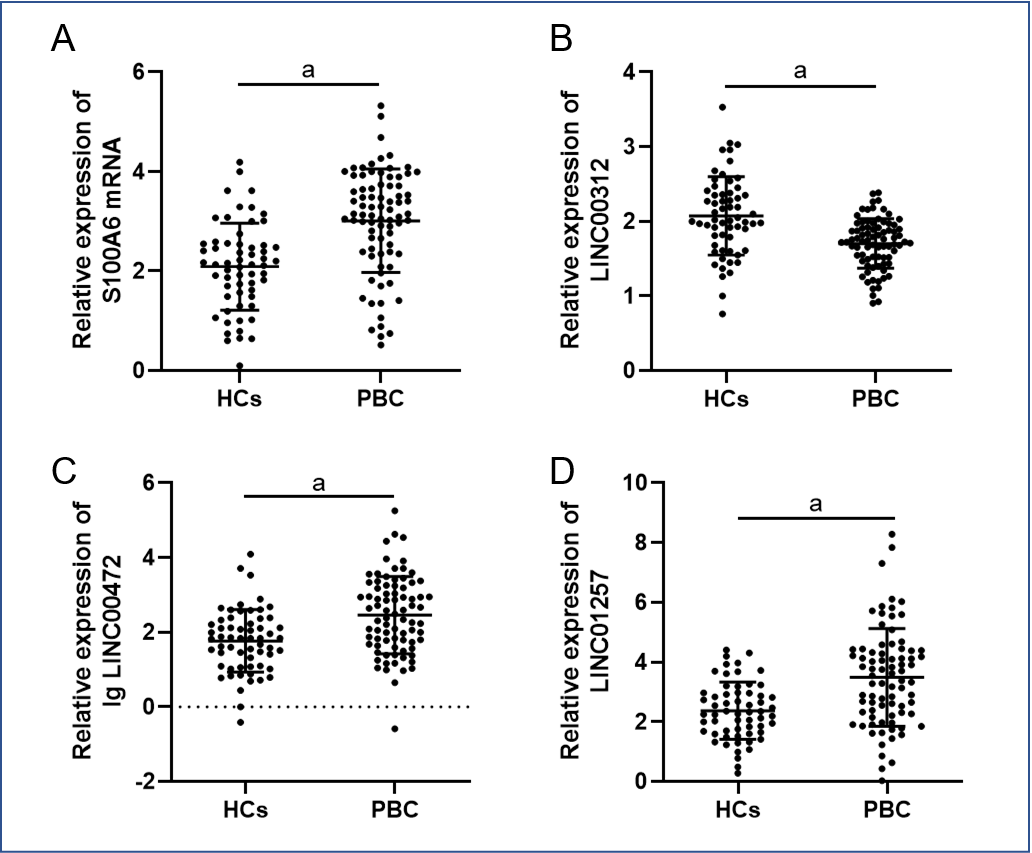 A
B
Relative expression of
S100A6 mRNA
6
4
2
0
a
HCs
PBC
Relative expression of
LINC00312
4
3
2
1
0
a
HCs
PBC
C
D
Relative expression of
lg LINC00472
6
4
2
0
-2
a
HCs
PBC
Relative expression of
LINC01257
10
8
6
4
2
0
a
HCs
PBC